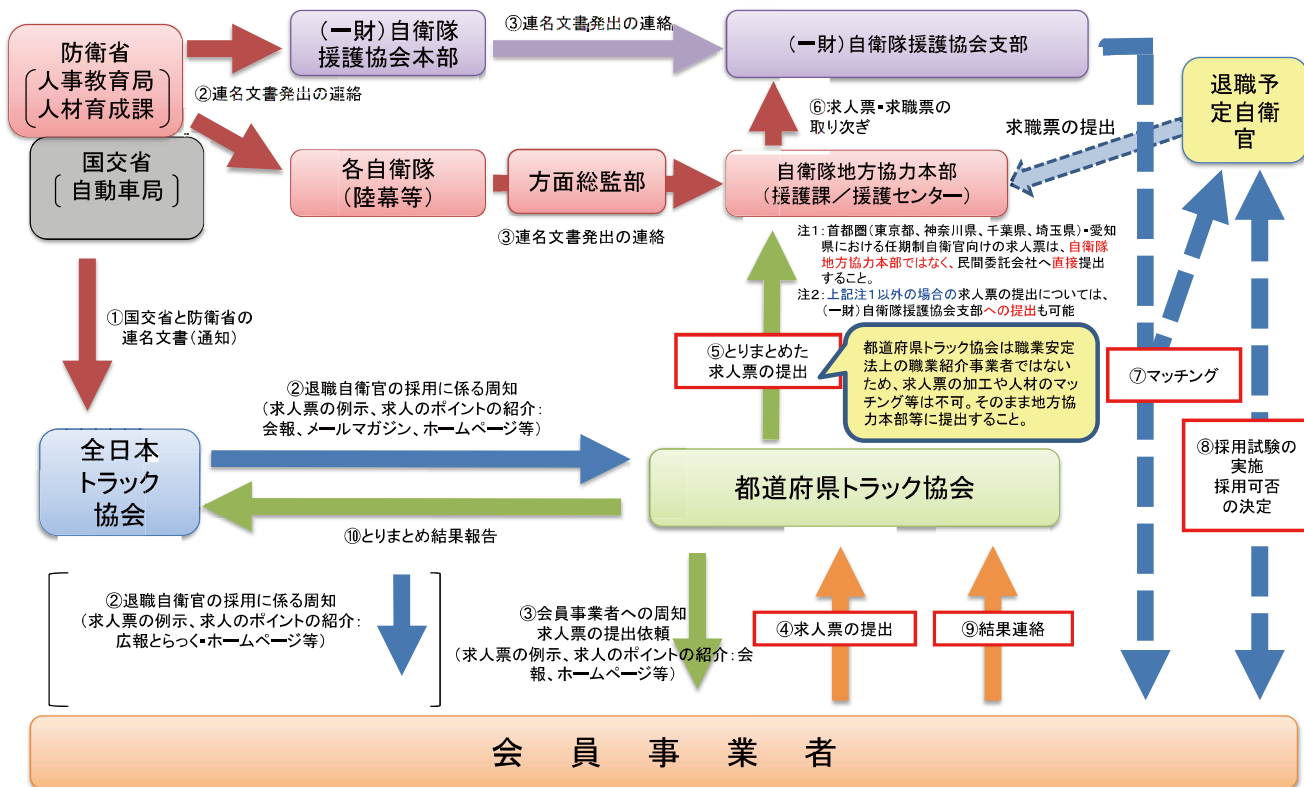 防衛省
人事教育局
人材育成課
国交省
自動車局
(一財)自衛隊
援護協会本部
③連名文書発出の連絡
(一財)自衛隊援護協会支部
②連名文書発出の連絡
⑥求人票・求職票の
取り次ぎ
退職予
定自衛
官
求職票の提出
各自衛隊
(陸幕等)
方面総監部
自衛隊地方協力本部
(援護課/援護センター)
③連名文書発出の連絡
注1:首都圏(東京都、神奈川県、千葉県、埼玉県)・愛知
県における任期制自衛官向けの求人票は、自衛隊
地方協力本部ではなく、民間委託会社へ直接提出
すること。
注2:上記注1以外の場合の求人票の提出については、
(一財)自衛隊援護協会支部への提出も可能
①国交省と防衛省の
連名文書(通知)
⑤とりまとめた
求人票の提出
都道府県トラック協会は職業安定
法上の職業紹介事業者ではない
ため、求人票の加工や人材のマッ
チング等は不可。そのまま地方協
力本部等に提出すること。
⑦マッチング
②退職自衛官の採用に係る周知
(求人票の例示、求人のポイントの紹介:
会報、メールマガジン、ホームページ等)
全日本
トラック
協会
都道府県トラック協会
⑧採用試験の
実施
採用可否
の決定
⑩とりまとめ結果報告
②退職自衛官の採用に係る周知
(求人票の例示、求人のポイントの紹介:
広報とらっく・ホームページ等)
③会員事業者への周知
求人票の提出依頼
(求人票の例示、求人のポイントの紹介:会
報、ホームページ等)
④求人票の提出
⑨結果連絡
会員事業者